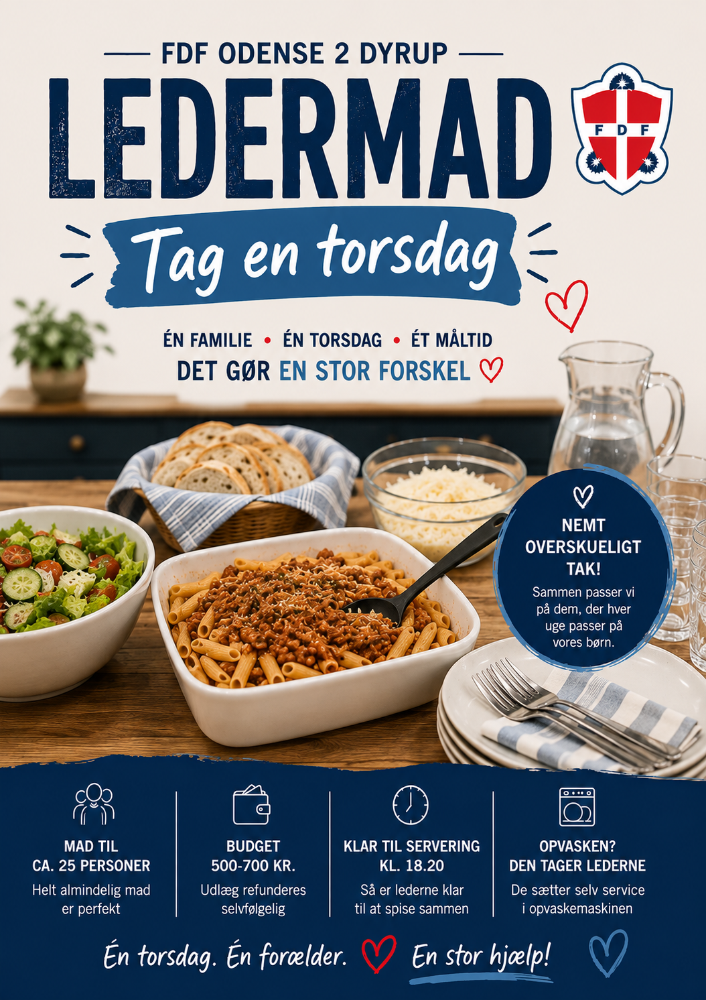 FDF ODENSE 2 DYRUP
LEDERMAD
F D F
Tag en torsdag
ÉN FAMILIE • ÉN TORSDAG • ÉT MÅLTID
DET GØR EN STOR FORSKEL
NEMT
OVERSKUELIGT
TAK!
Sammen passer vi
på dem, der hver
uge passer på
vores børn.
MAD TIL
CA. 25 PERSONER
Helt almindelig mad
er perfekt
BUDGET
500-700 KR.
Udlæg refunderes
selvfølgelig
KLAR TIL SERVERING
KL. 18.20
Så er lederne klar
til at spise sammen
OPVASKEN?
DEN TAGER LEDERNE
De sætter selv service
i opvaskemaskinen
Én torsdag. Én forælder. En stor hjælp!